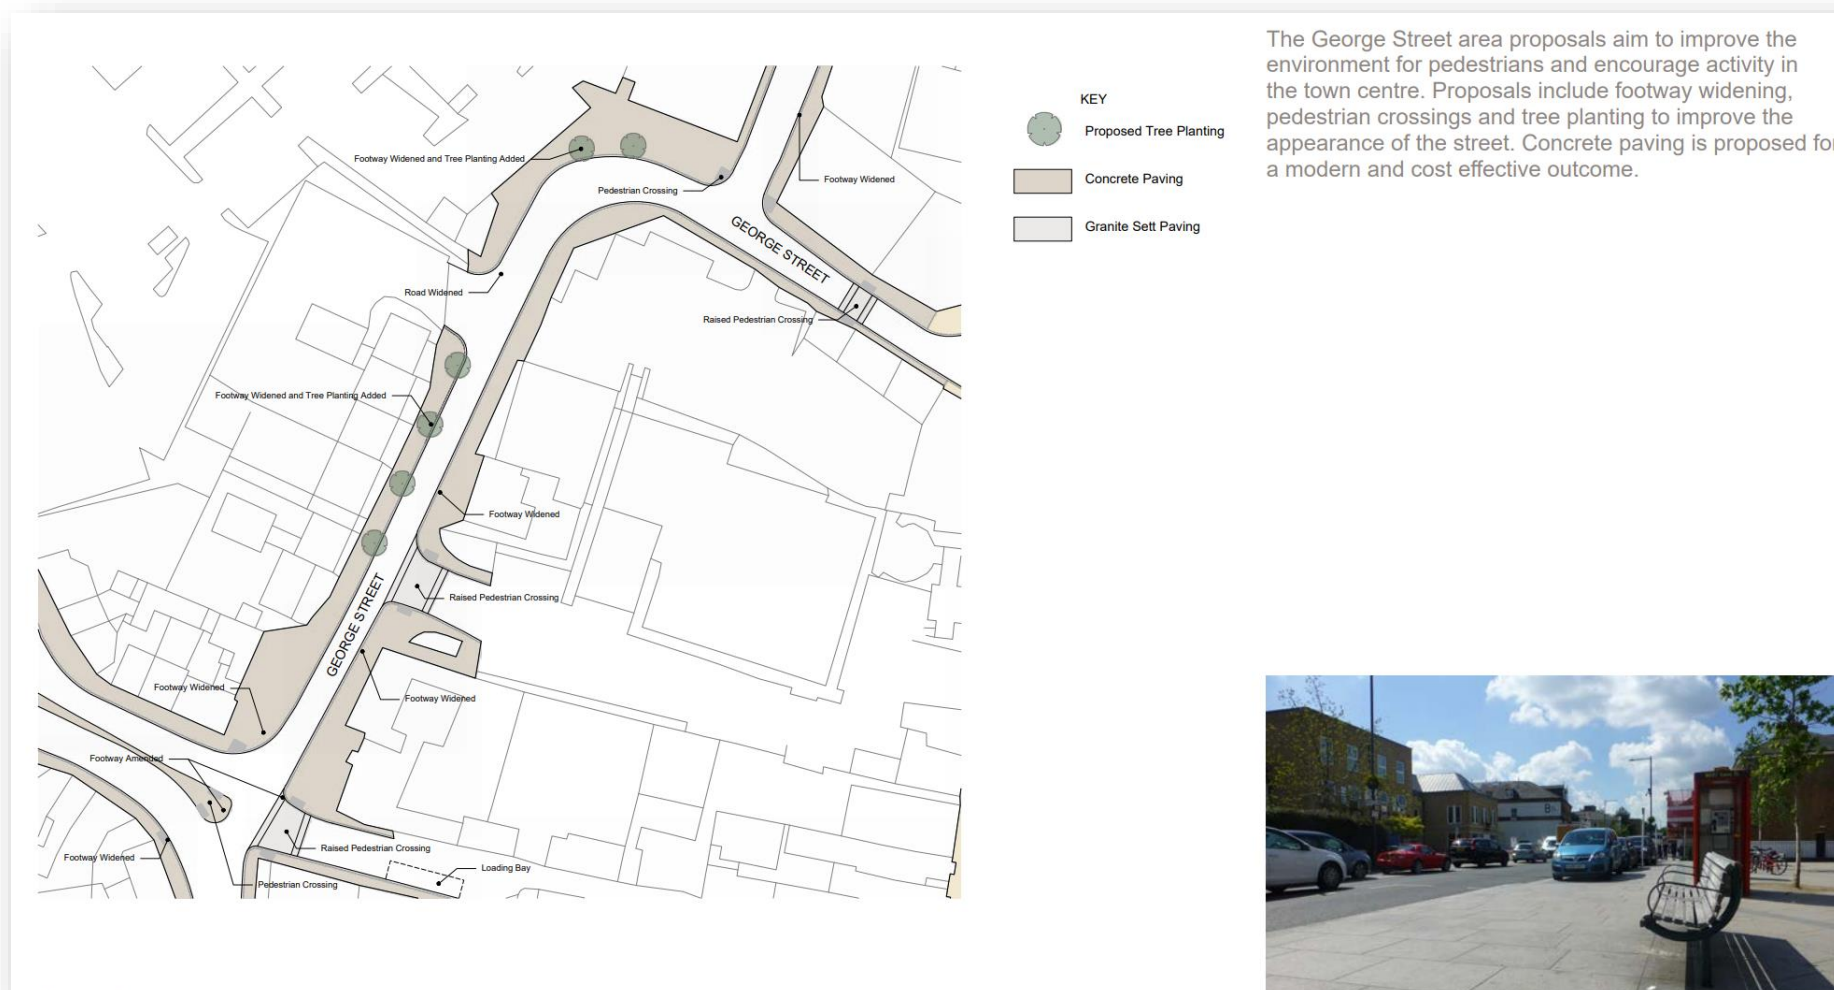 The George Street area proposals aim to improve the
environment for pedestrians and encourage activity in
the town centre. Proposals include footway widening,
pedestrian crossings and tree planting to improve the
appearance of the street. Concrete paving is proposed for
a modern and cost effective outcome.
KEY
Proposed Tree Planting
Concrete Paving
Granite Sett Paving
Footway Widened and Tree Planting Added
Pedestrian Crossing
Footway Widened
GEORGE STREET
Road Widened
Raised Pedestrian Crossing
Footway Widened and Tree Planting Added
Footway Widened
Raised Pedestrian Crossing
GEORGE STREET
Footway Widened
Footway Widened
Footway Amended
Raised Pedestrian Crossing
Footway Widened
Loading Bay
Pedestrian Crossing